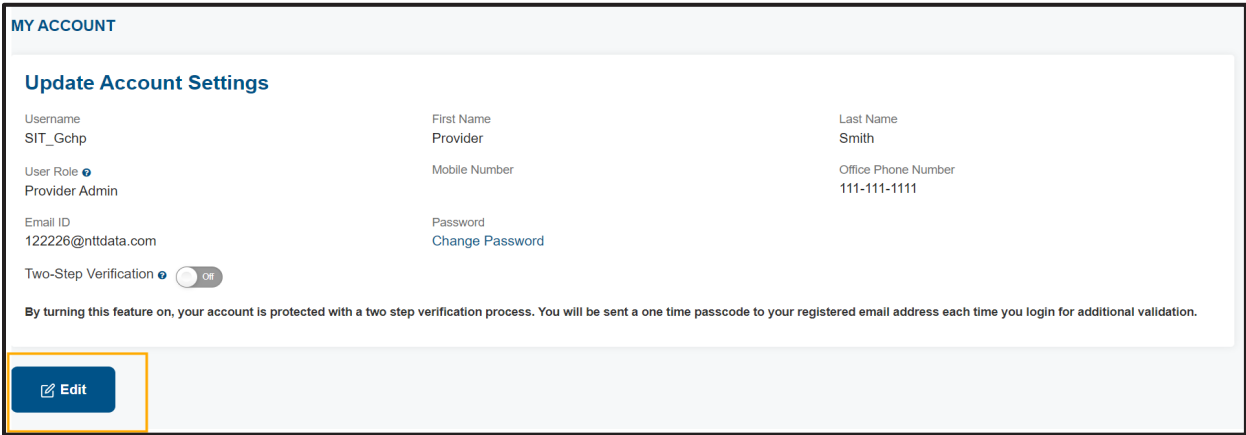 MY ACCOUNT
Update Account Settings
Username
First Name
Last Name
SIT_Gchp
Provider
Smith
User Role
Mobile Number
Office Phone Number
Provider Admin
111-111-1111
Email ID
Password
122226@nttdata.com
Change Password
Two-Step Verification
Off
By turning this feature on, your account is protected with a two step verification process. You will be sent a one time passcode to your registered email address each time you login for additional validation.
Edit